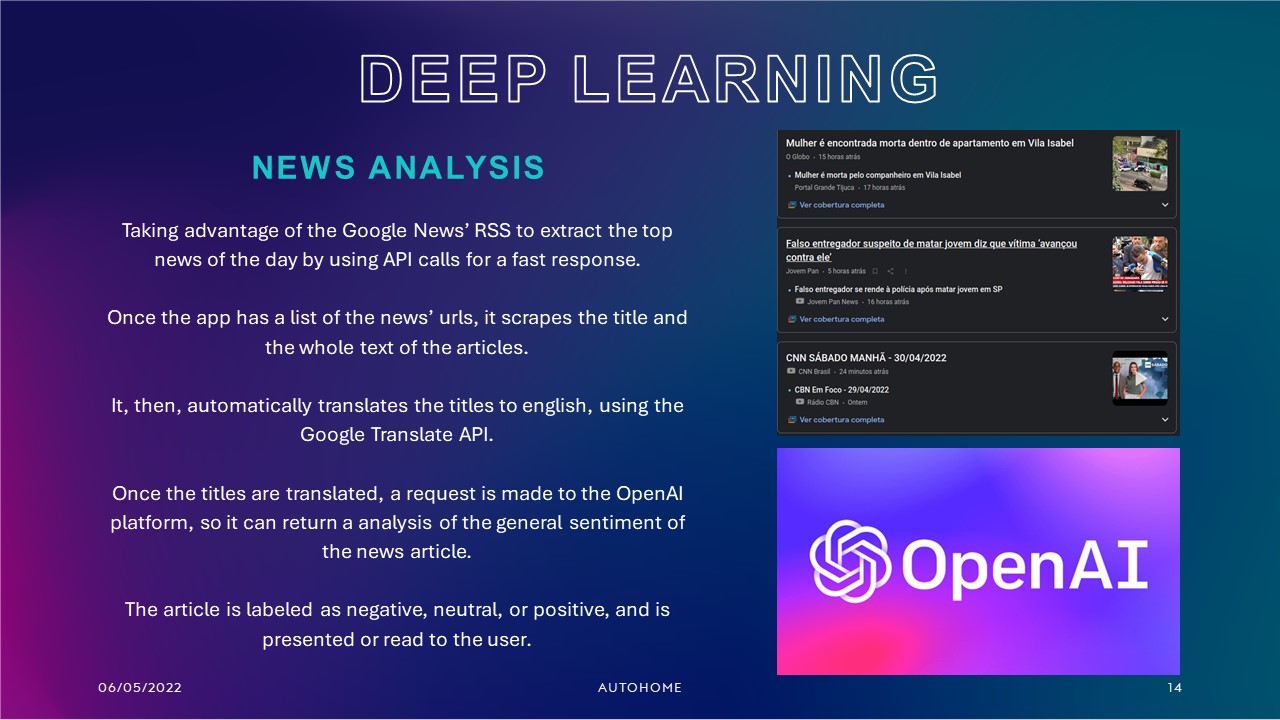 DEEP LEARNING
NEWS ANALYSIS
Taking advantage of the Google News’ RSS to extract the top
news of the day by using API calls for a fast response.
Once the app has a list of the news’ urls, it scrapes the title and
the whole text of the articles.
It, then, automatically translates the titles to english, using the
Google Translate API.
Once the titles are translated, a request is made to the OpenAI
platform, so it can return a analysis of the general sentiment of
the news article.
The article is labeled as negative, neutral, or positive, and is
presented or read to the user.
Mulher é encontrada morta dentro de apartamento em Vila Isabel
O Globo • 15 horas atrás
• Mulher é morta pelo companheiro em Vila Isabel
Portal Grande Tijuca • 17 horas atrás
Ver cobertura completa
Falso entregador suspeito de matar jovem diz que vítima ‘avançou
contra ele’
Jovem Pan • 5 horas atrás
• Falso entregador se rende à polícia após matar jovem em SP
Jovem Pan News • 16 horas atrás
Ver cobertura completa
CNN SÁBADO MANHÃ - 30/04/2022
CNN Brasil • 24 minutos atrás
• CBN Em Foco - 29/04/2022
Rádio CBN • Ontem
Ver cobertura completa
OpenAI
06/05/2022
AUTOHOME
14